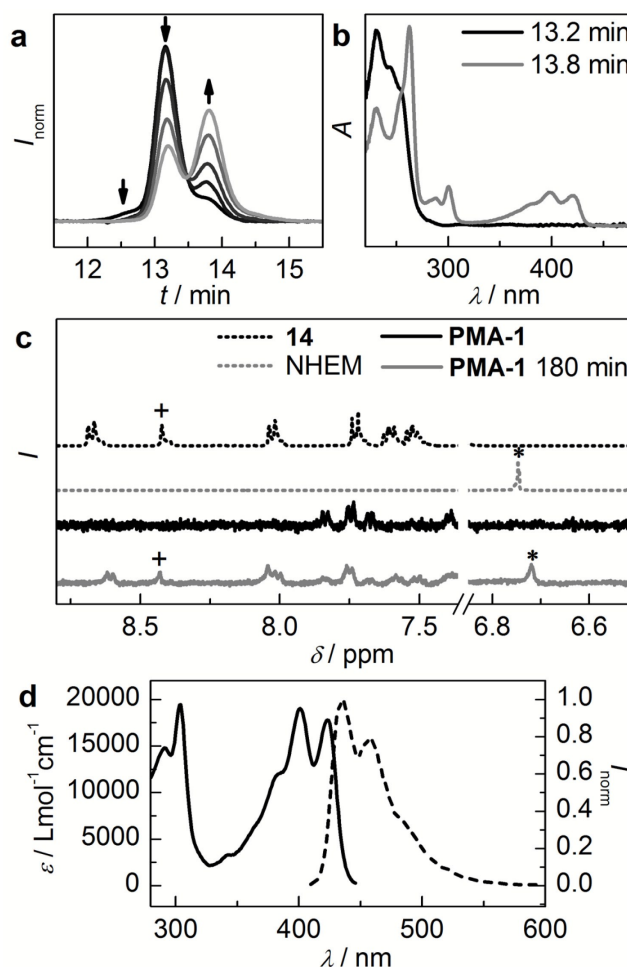 a
I norm
12 13 14 15
t / min
b
13.2 min
13.8 min
A
300 400
λ / nm
c
14 PMA-1
NHEM PMA-1 180 min
+
*
I
+
*
8.5 8.0 7.5 6.8 6.6
δ / ppm
d
20000 1.0
15000 0.8
10000 0.6
5000 0.4
0 0.2
0.0
ε / Lmol⁻¹cm⁻¹
I norm
300 400 500 600
λ / nm